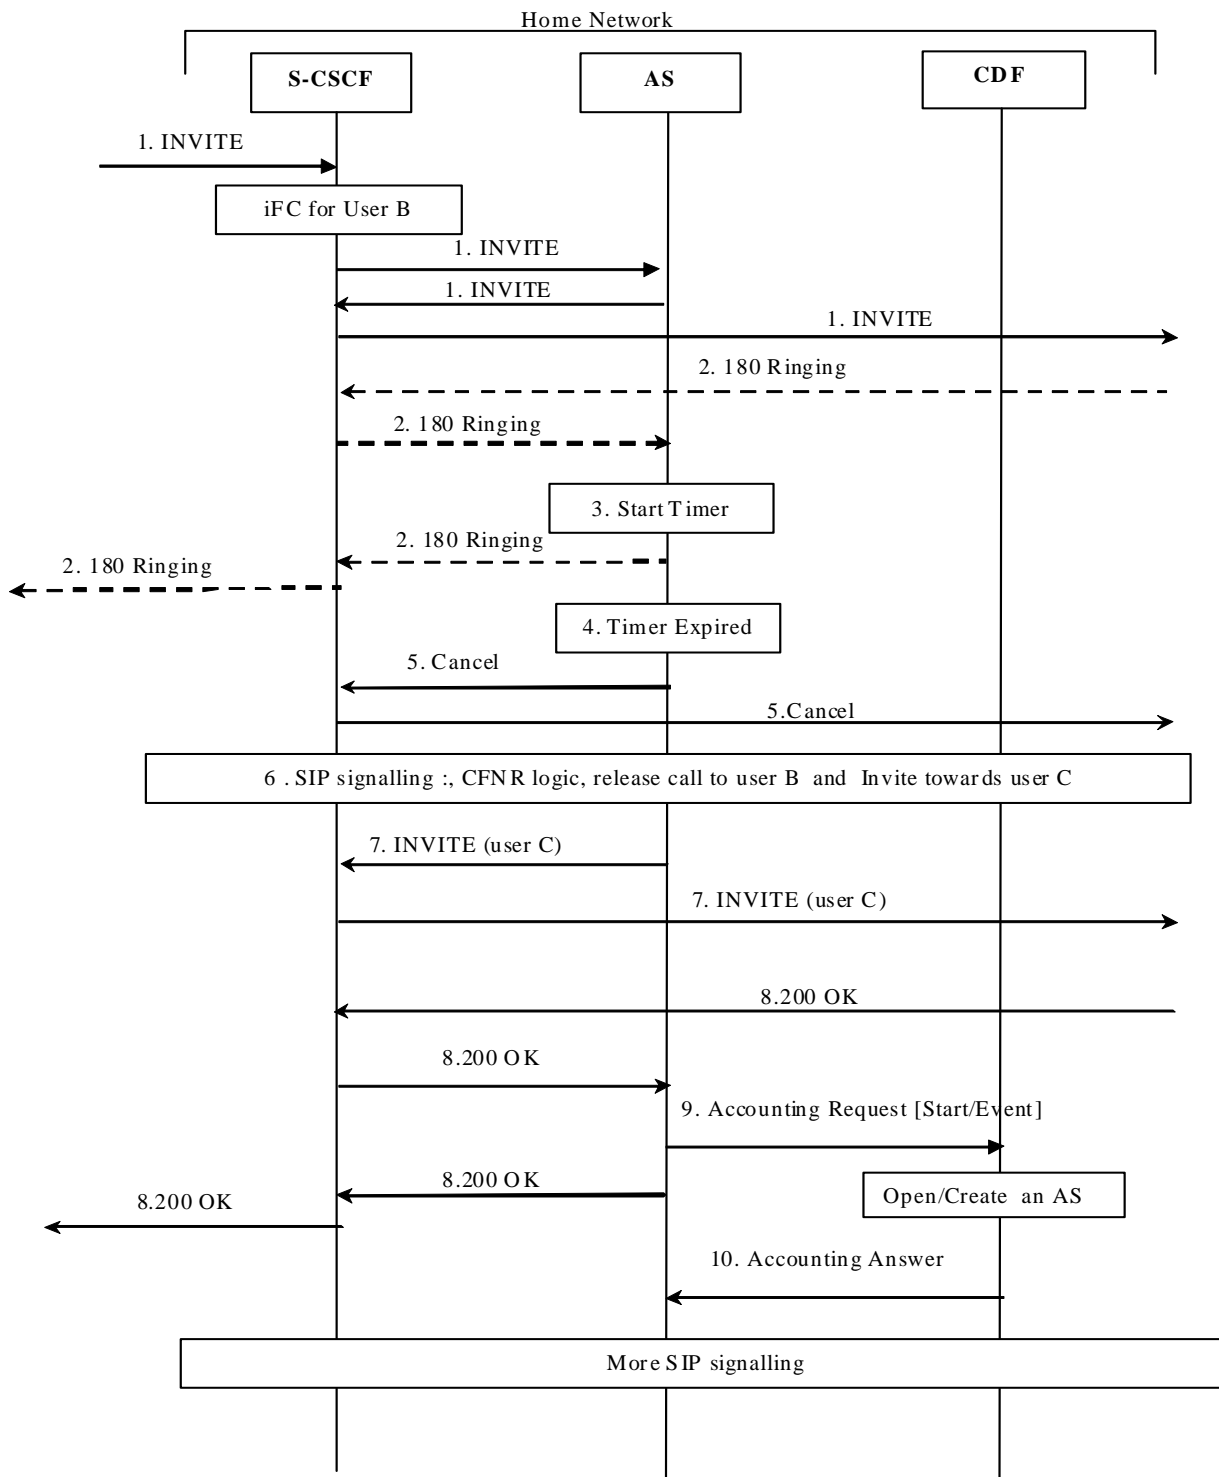 Home Network
S-CSCF
AS
CDF
1. INVITE
iFC for User B
1. INVITE
1. INVITE
1. INVITE
2. 180 Ringing
2. 180 Ringing
3. Start Timer
2. 180 Ringing
2. 180 Ringing
4. Timer Expired
5. Cancel
5.Cancel
6 . SIP signalling :, CFNR logic, release call to user B and Invite towards user C
7. INVITE (user C)
7. INVITE (user C)
8.200 OK
8.200 OK
9. Accounting Request [Start/Event]
8.200 OK
Open/Create an AS
8.200 OK
10. Accounting Answer
More SIP signalling